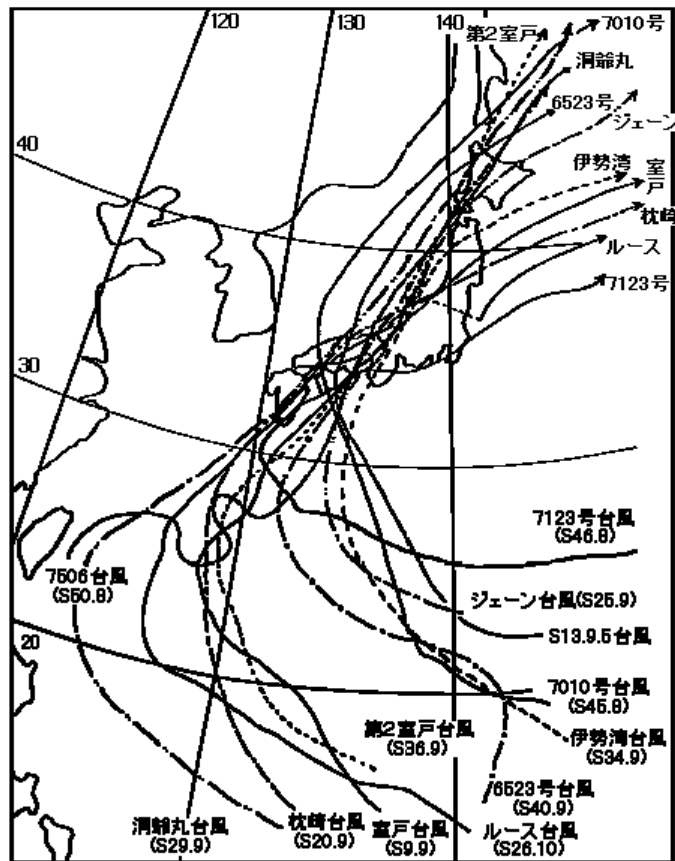 120
130
140
第2室戸
7010号
洞爺丸
6523号
ジェーン
40
伊勢湾
室戸
枕崎
ルース
7123号
30
7123号台風
(S46.8)
7506台風
(S50.8)
ジェーン台風(S25.9)
S13.9.5台風
20
7010号台風
(S45.8)
第2室戸台風
(S36.9)
伊勢湾台風
(S34.9)
6523号台風
(S40.9)
洞爺丸台風
(S29.9)
枕崎台風
(S20.9)
室戸台風
(S9.9)
ルース台風
(S26.10)